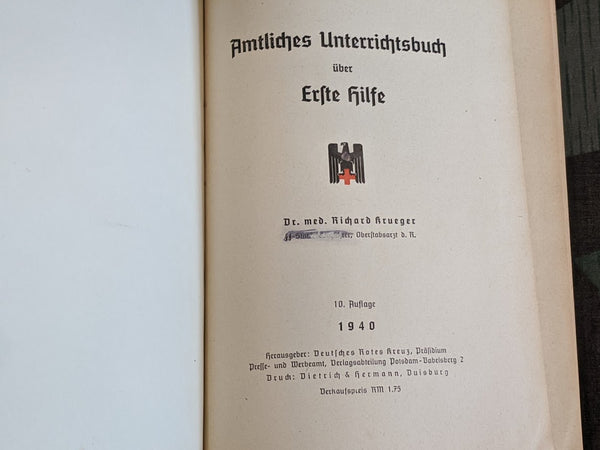 Amtliches Unterrichtsbuch
über
Erste Hilfe
Dr. med. Richard Krueger
Oberstabsarzt d. R.
10. Auflage
1940
Herausgeber: Deutsches Rotes Kreuz, Präsidium
Presse- und Werbeamt, Verlagsabteilung Potsdam-Babelsberg 2
Druck: Dietrich & Hermann, Duisburg
Verkaufspreis RM 1.75